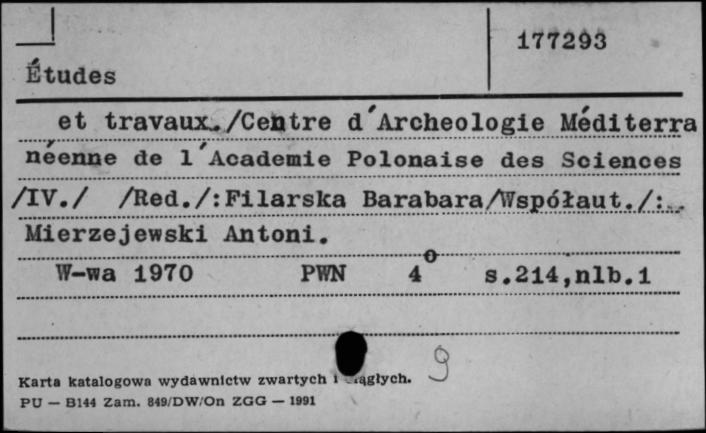 177293
Études
et travaux./Centre d'Archeologie Méditerra
néenne de l'Academie Polonaise des Sciences
/IV./ /Red./:Filarska Barabara/Współaut./:
Mierzejewski Antoni.
W-wa 1970 PWN 4° s.214,nlb.1
9
Karta katalogowa wydawnictw zwartych i
PU — B144 Zam. 849/DW/On ZGG — 1991